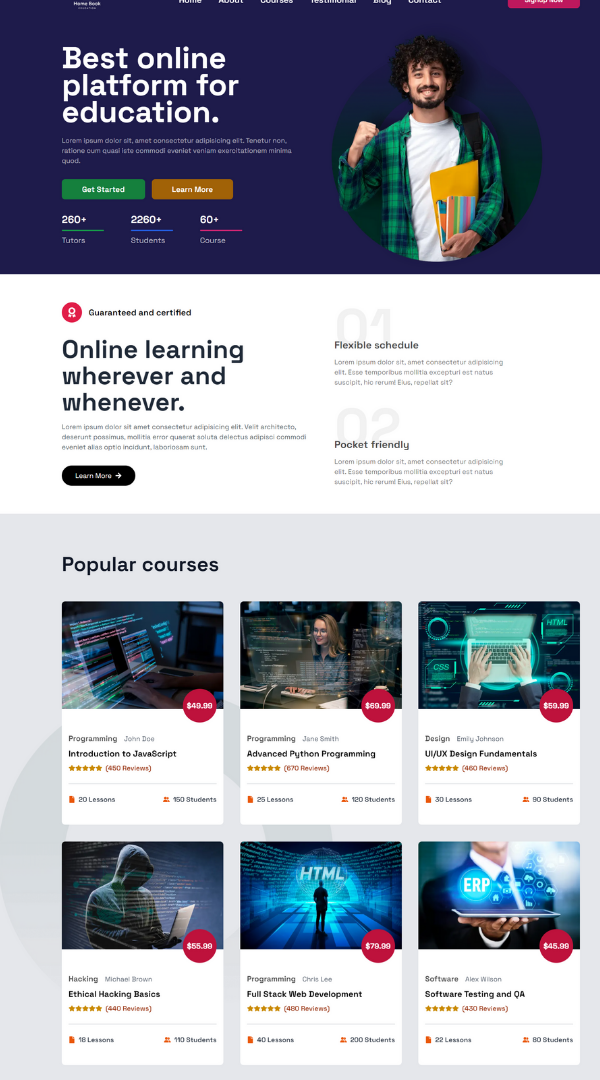 Home Book
Home About Courses Testimonial Blog Contact
Signup Now
Best online
platform for
education.
Lorem ipsum dolor sit, amet consectetur adipisicing elit. Tenetur non,
ratione cum quasi iste commodi eveniet veniam exercitationem minima
quod.
Get Started
Learn More
260+ 2260+ 60+
Tutors Students Course
Guaranteed and certified
Online learning
wherever and
whenever.
Lorem ipsum dolor sit amet consectetur adipisicing elit. Velit architecto,
deserunt possimus, mollitia error quaerat soluta delectus adipisci commodi
eveniet alias optio incidunt, laboriosam sunt.
Learn More
01
Flexible schedule
Lorem ipsum dolor sit, amet consectetur adipisicing
elit. Esse temporibus mollitia excepturi est natus
suscipit, hic rerum! Eius, repellat sit?
02
Pocket friendly
Lorem ipsum dolor sit, amet consectetur adipisicing
elit. Esse temporibus mollitia excepturi est natus
suscipit, hic rerum! Eius, repellat sit?
Popular courses
$49.99
Programming John Doe
Introduction to JavaScript
(450 Reviews)
20 Lessons 150 Students
$69.99
Programming Jane Smith
Advanced Python Programming
(670 Reviews)
25 Lessons 120 Students
HTML
CSS
$59.99
Design Emily Johnson
UI/UX Design Fundamentals
(460 Reviews)
30 Lessons 90 Students
$55.99
Hacking Michael Brown
Ethical Hacking Basics
(440 Reviews)
18 Lessons 110 Students
HTML
$79.99
Programming Chris Lee
Full Stack Web Development
(480 Reviews)
40 Lessons 200 Students
ERP
$45.99
Software Alex Wilson
Software Testing and QA
(430 Reviews)
22 Lessons 80 Students